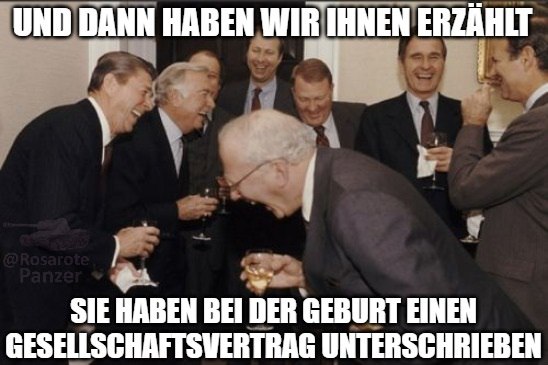 UND DANN HABEN WIR IHNEN ERZÄHLT
@Rosarote
Panzer
SIE HABEN BEI DER GEBURT EINEN
GESELLSCHAFTSVERTRAG UNTERSCHRIEBEN